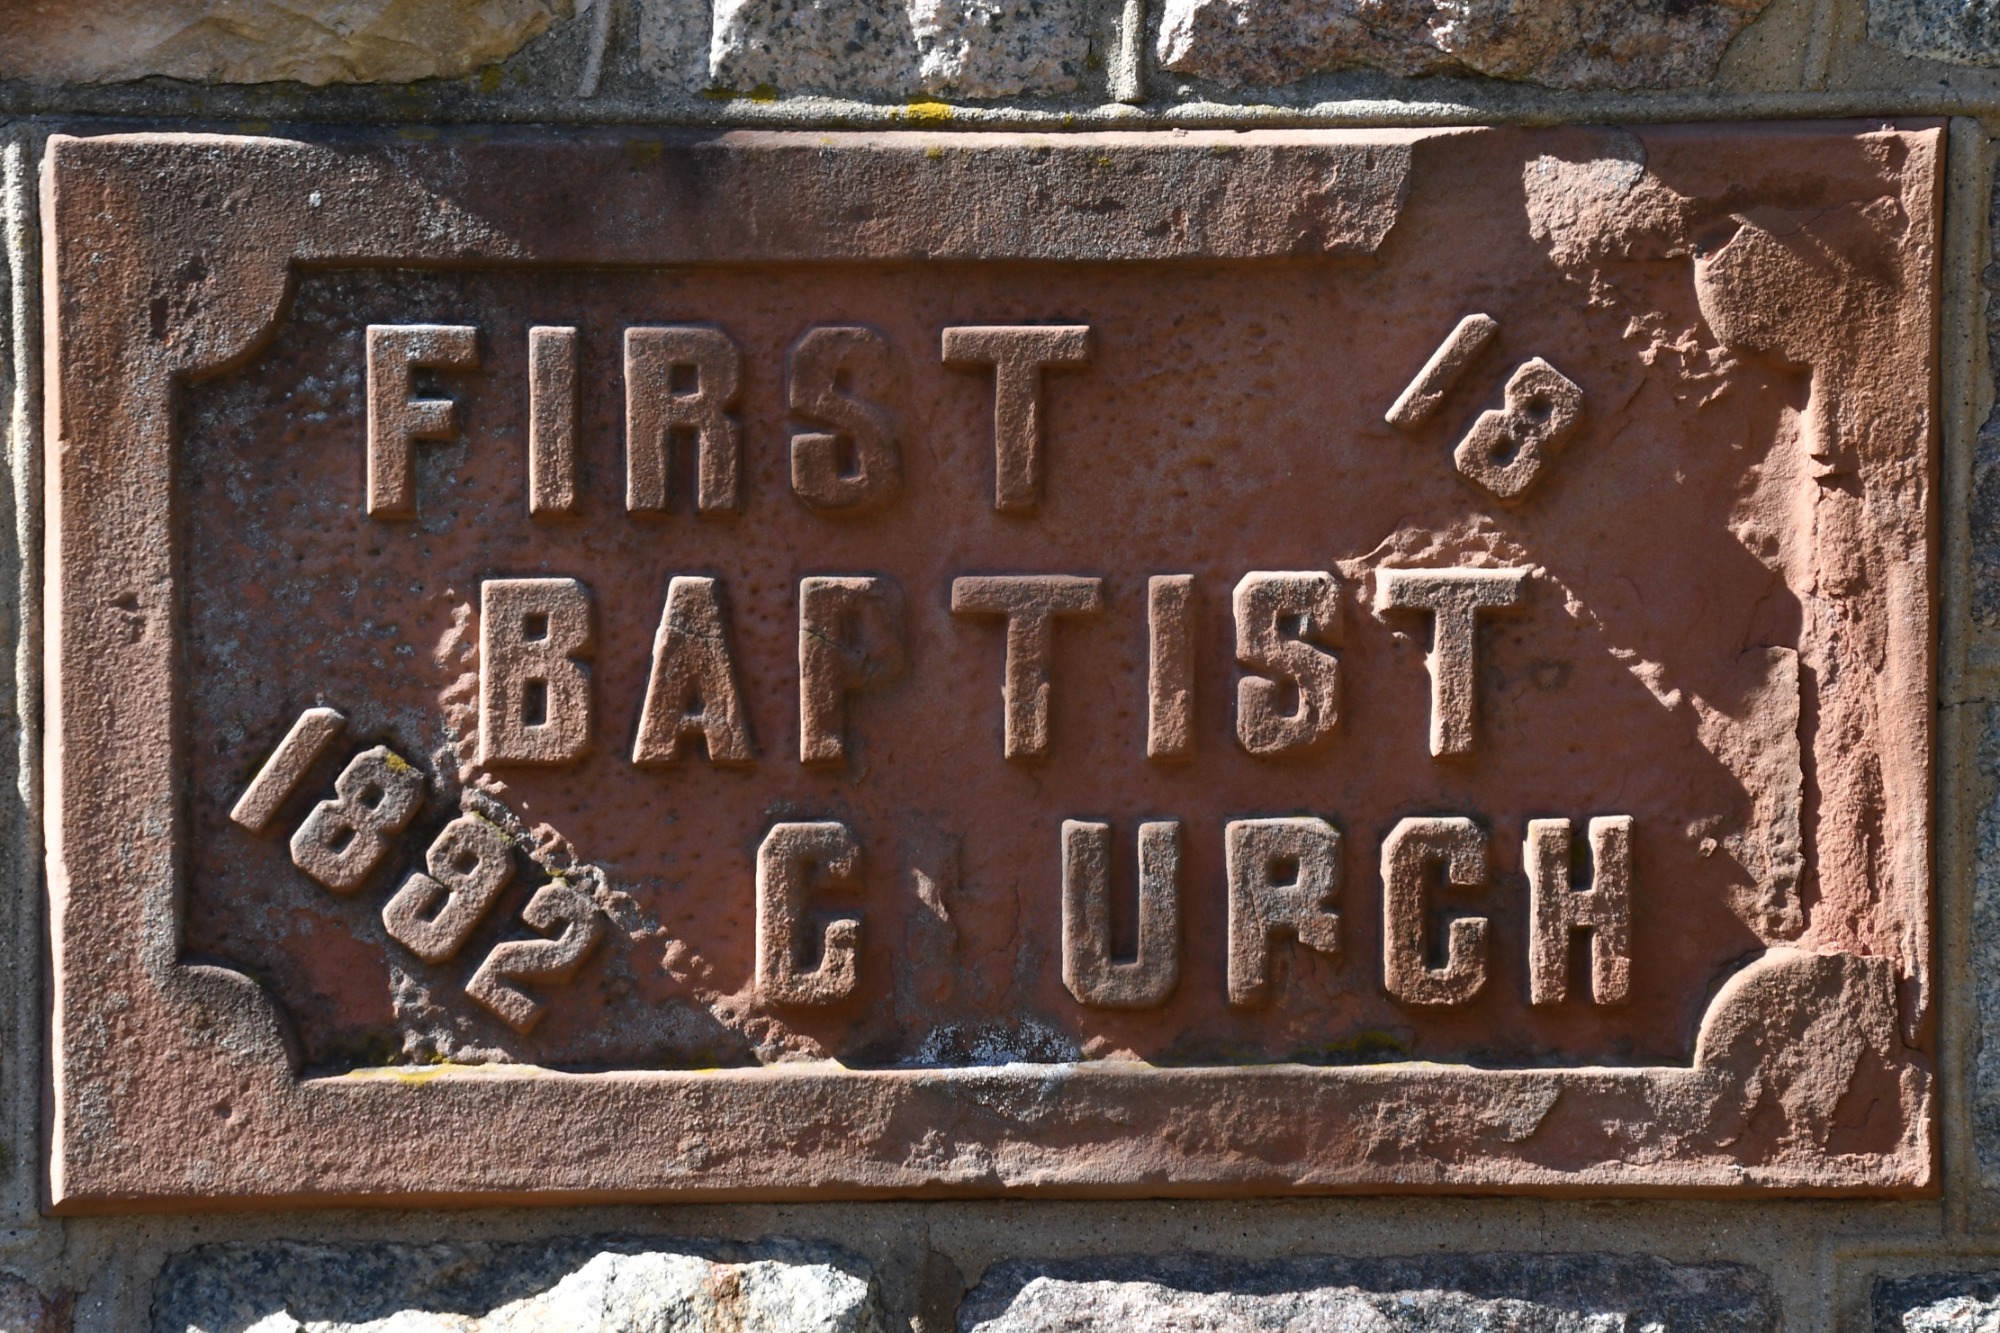 FIRST
18
BAPTIST
1892
C URCH